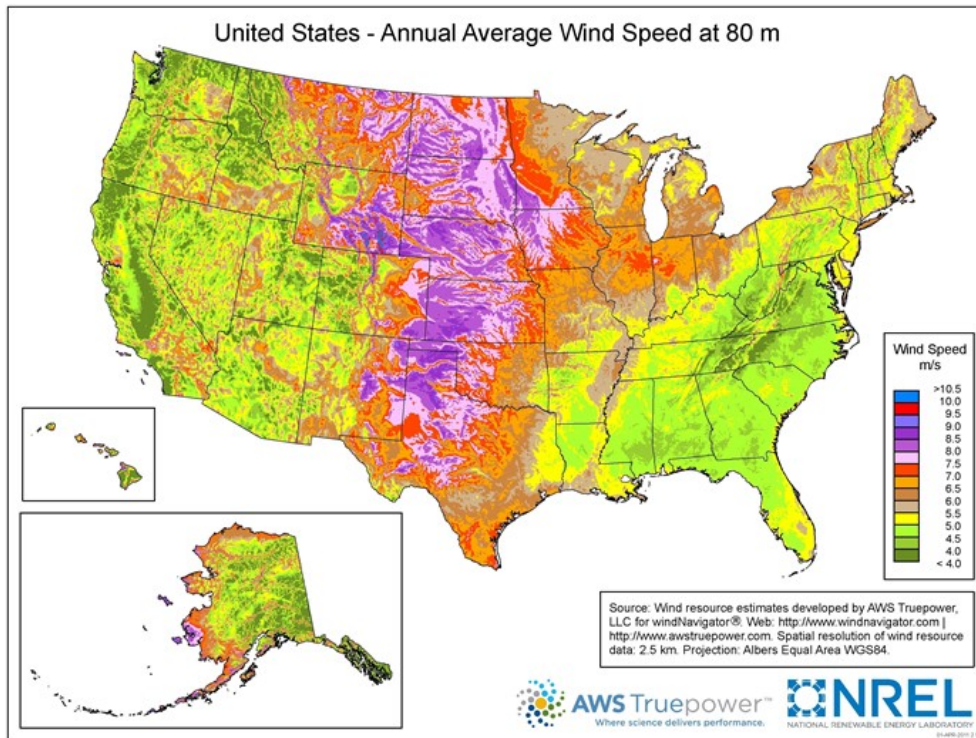 United States - Annual Average Wind Speed at 80 m
Wind Speed
m/s
>10.5
10.0
9.5
9.0
8.5
8.0
7.5
7.0
6.5
6.0
5.5
5.0
4.5
4.0
< 4.0
Source: Wind resource estimates developed by AWS Truepower,
LLC for windNavigator®. Web: http://www.windnavigator.com |
http://www.awstruepower.com. Spatial resolution of wind resource
data: 2.5 km. Projection: Albers Equal Area WGS84.
AWS Truepower™
Where science delivers performance.
NREL
NATIONAL RENEWABLE ENERGY LABORATORY